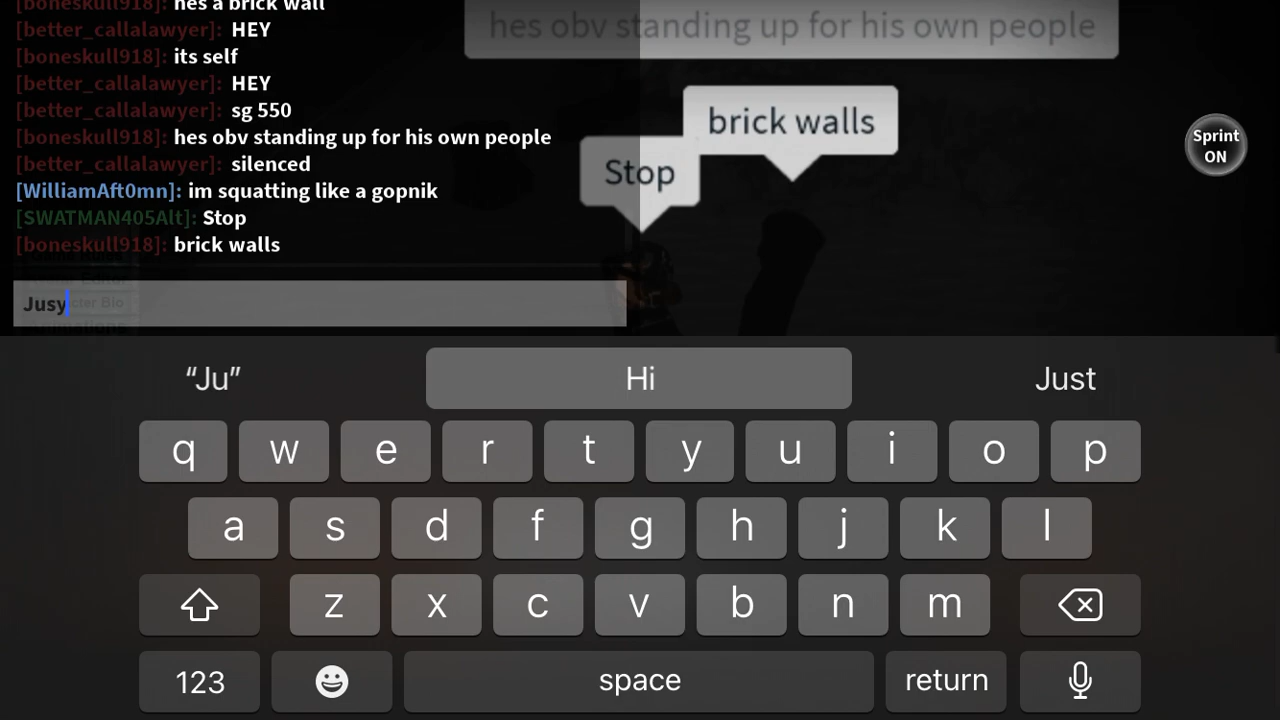 [boneskull918]: hes a brick wall
[better_callalawyer]: HEY
[boneskull918]: its self
[better_callalawyer]: HEY
[better_callalawyer]: sg 550
[boneskull918]: hes obv standing up for his own people
[better_callalawyer]: silenced
[WilliamAft0mn]: im squatting like a gopnik
[SWATMAN405Alt]: Stop
[boneskull918]: brick walls
hes obv standing up for his own people
brick walls
Stop
Sprint
ON
Jusy
“Ju” Hi Just
q w e r t y u i o p
a s d f g h j k l
z x c v b n m
123 space return